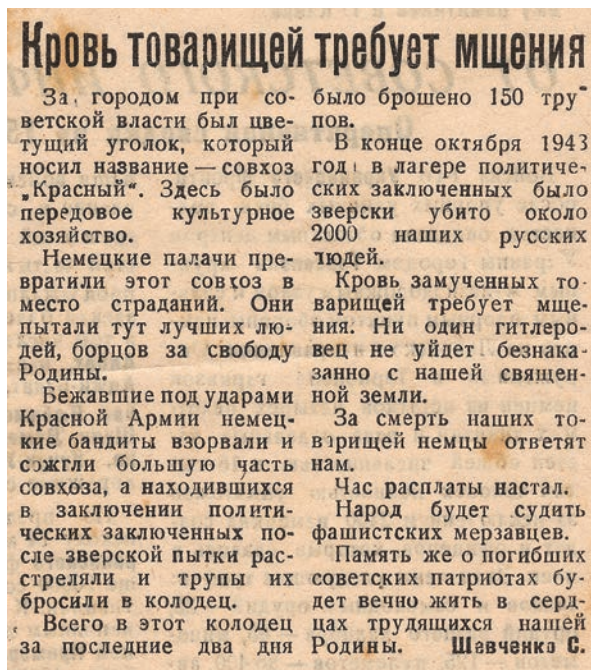 Кровь товарищей требует мщения
За городом при со-
ветской власти был цве-
тущий уголок, который
носил название — совхоз
„Красный“. Здесь было
передовое культурное
хозяйство.
Немецкие палачи пре-
вратили этот совхоз в
место страданий. Они
пытали тут лучших лю-
дей, борцов за свободу
Родины.
Бежавшие под ударами
Красной Армии немец-
кие бандиты взорвали и
сожгли большую часть
совхоза, а находившихся
в заключении полити-
ческих заключенных по-
сле зверской пытки рас-
стреляли и трупы их
бросили в колодец.
Всего в этот колодец
за последние два дня
было брошено 150 тру-
пов.
В конце октября 1943
года в лагере политиче-
ских заключенных было
зверски убито около
2000 наших русских
людей.
Кровь замученных то-
варищей требует мще-
ния. Ни один гитлеро-
вец не уйдет безнака-
занно с нашей священ-
ной земли.
За смерть наших то-
варищей немцы ответят
нам.
Час расплаты настал.
Народ будет судить
фашистских мерзавцев.
Память же о погибших
советских патриотах бу-
дет вечно жить в серд-
цах трудящихся нашей
Родины. Шевченко С.